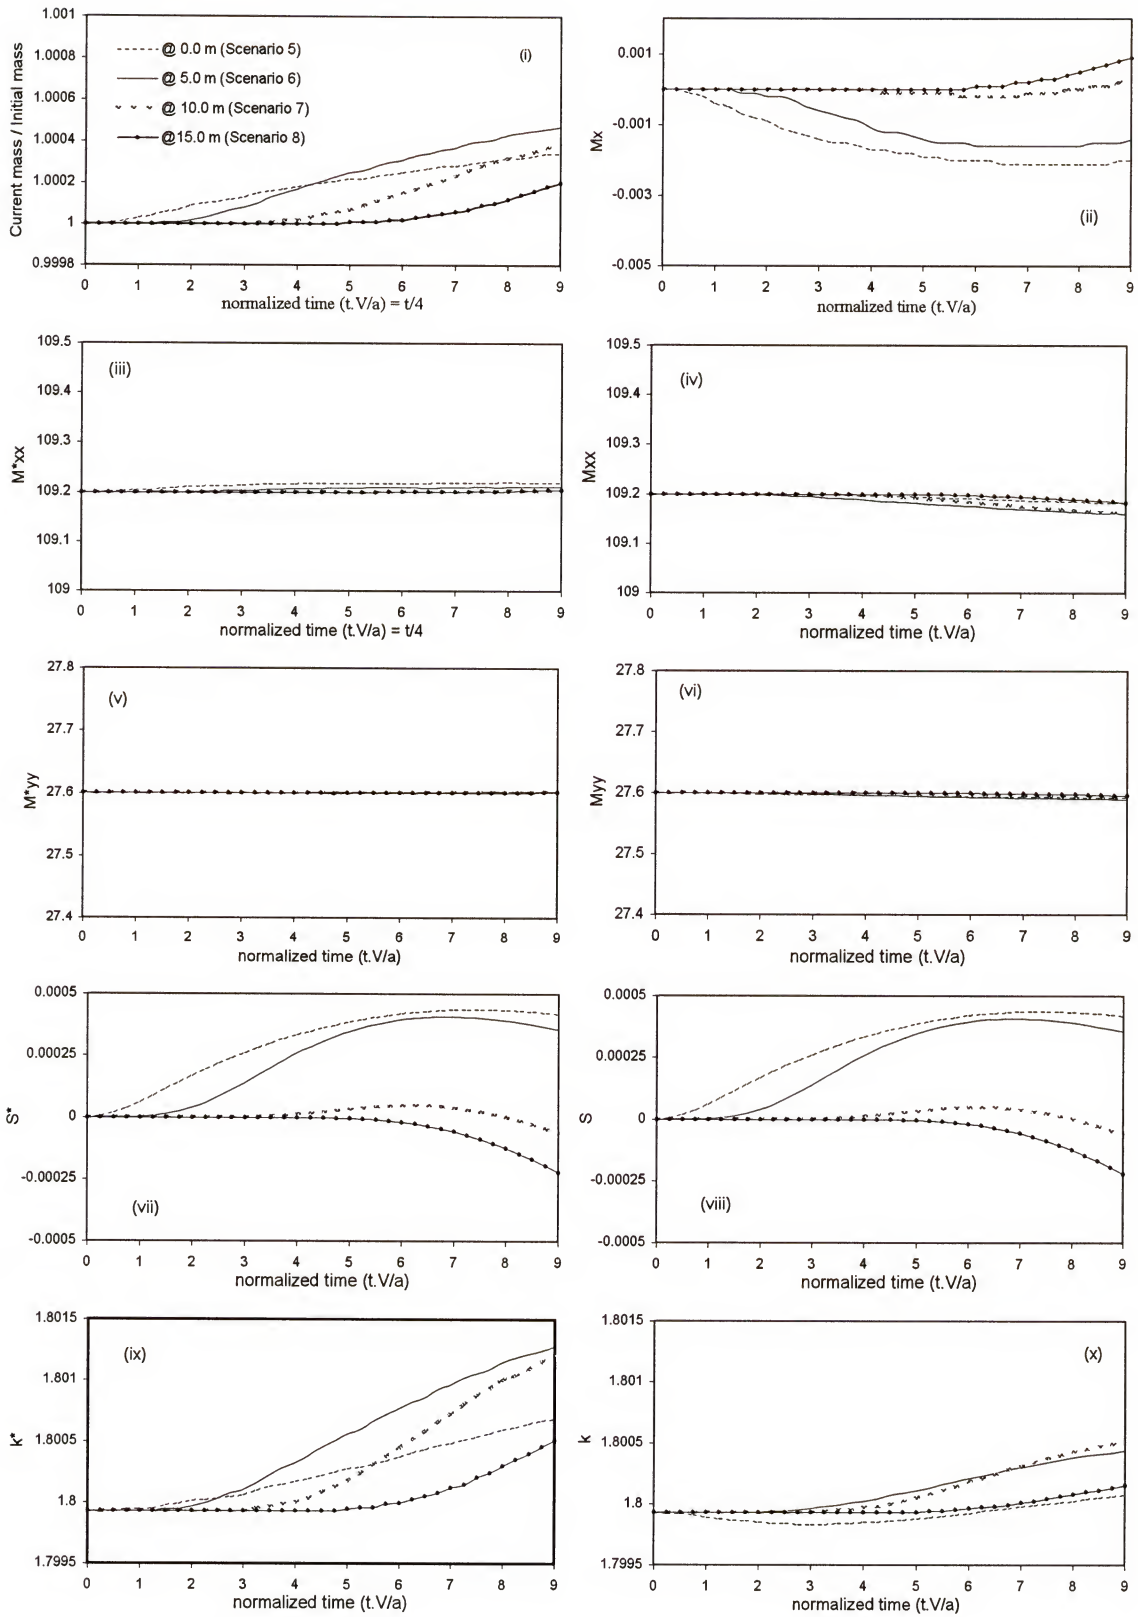 1.001
1.0008
1.0006
1.0004
1.0002
1
0.9998
Current mass / Initial mass
@ 0.0 m (Scenario 5)
@ 5.0 m (Scenario 6)
@ 10.0 m (Scenario 7)
@15.0 m (Scenario 8)
(i)
0 1 2 3 4 5 6 7 8 9
normalized time (t.V/a) = t/4
0.001
-0.001
-0.003
-0.005
Mx
(ii)
0 1 2 3 4 5 6 7 8 9
normalized time (t.V/a)
109.5
109.4
109.3
109.2
109.1
109
M*xx
(iii)
0 1 2 3 4 5 6 7 8 9
normalized time (t.V/a) = t/4
109.5
109.4
109.3
109.2
109.1
109
Mxx
(iv)
0 1 2 3 4 5 6 7 8 9
normalized time (t.V/a)
27.8
27.7
27.6
27.5
27.4
M*yy
(v)
0 1 2 3 4 5 6 7 8 9
normalized time (t.V/a)
27.8
27.7
27.6
27.5
27.4
Myy
(vi)
0 1 2 3 4 5 6 7 8 9
normalized time (t.V/a)
0.0005
0.00025
0
-0.00025
-0.0005
S*
(vii)
0 1 2 3 4 5 6 7 8 9
normalized time (t.V/a)
0.0005
0.00025
0
-0.00025
-0.0005
S
(viii)
0 1 2 3 4 5 6 7 8 9
normalized time (t.V/a)
1.8015
1.801
1.8005
1.8
1.7995
k*
(ix)
0 1 2 3 4 5 6 7 8 9
normalized time (t.V/a)
1.8015
1.801
1.8005
1.8
1.7995
k
(x)
0 1 2 3 4 5 6 7 8 9
normalized time (t.V/a)